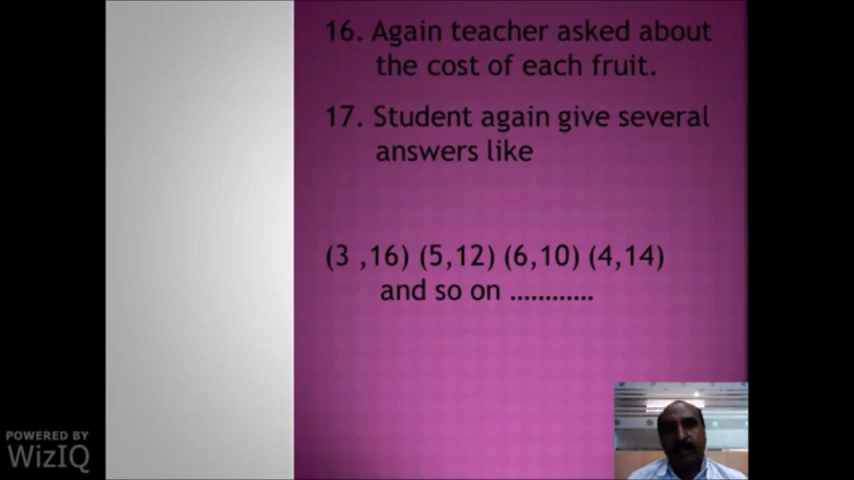 16. Again teacher asked about
the cost of each fruit.
17. Student again give several
answers like
(3 ,16) (5,12) (6,10) (4,14)
and so on ............
POWERED BY
WizIQ